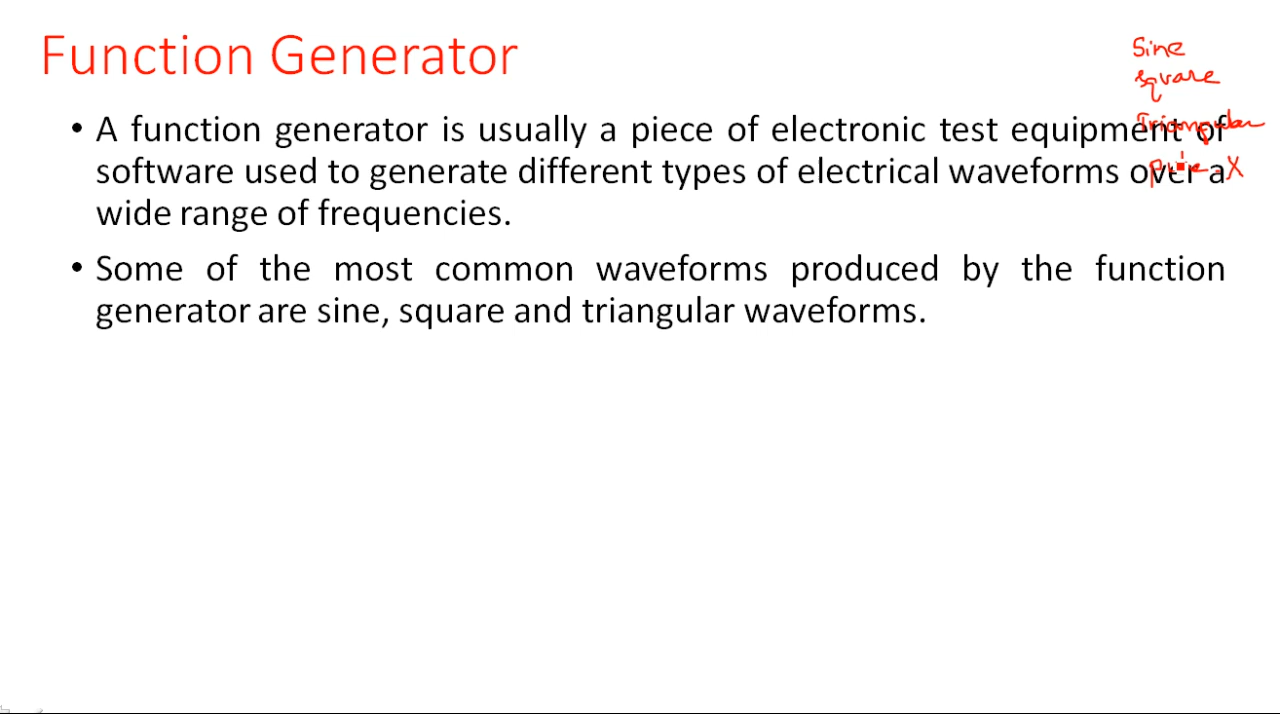 Function Generator
Sine
square
Triangular
• A function generator is usually a piece of electronic test equipment of
software used to generate different types of electrical waveforms over a
X
wide range of frequencies.
• Some of the most common waveforms produced by the function
generator are sine, square and triangular waveforms.